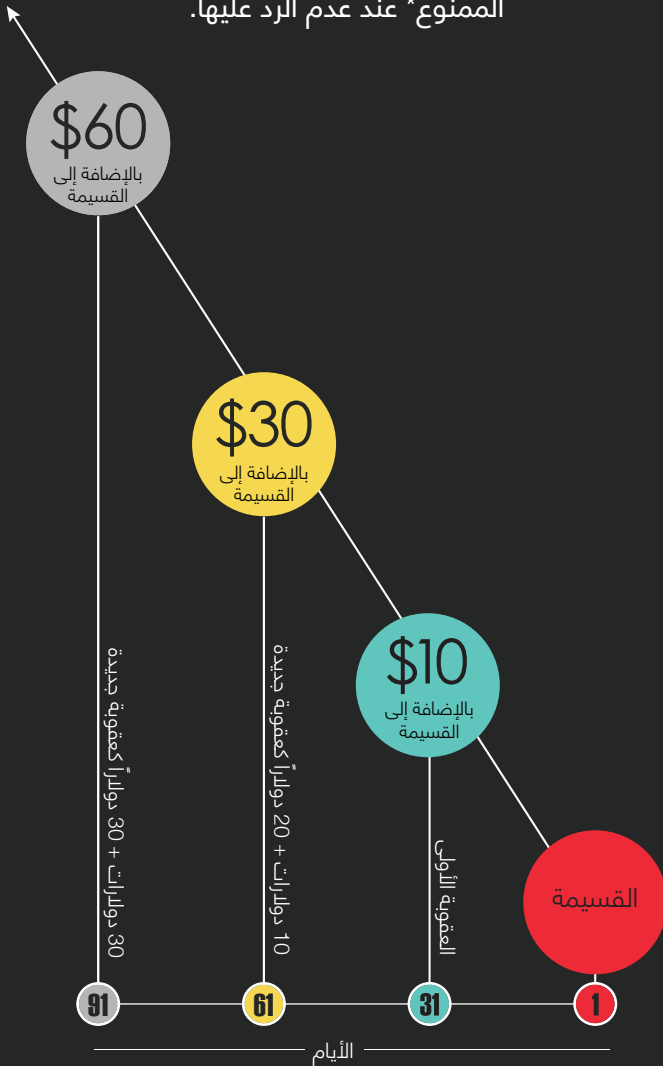 الممنوع* عند عدم الرد عليها.
$60
بالإضافة إلى
القسيمة
$30
بالإضافة إلى
القسيمة
$10
بالإضافة إلى
القسيمة
القسيمة
العقوبة الأولى
10 دولارات + 20 دولاراً كعقوبة جديدة
30 دولارات + 30 دولاراً كعقوبة جديدة
1
31
61
91
الأيام